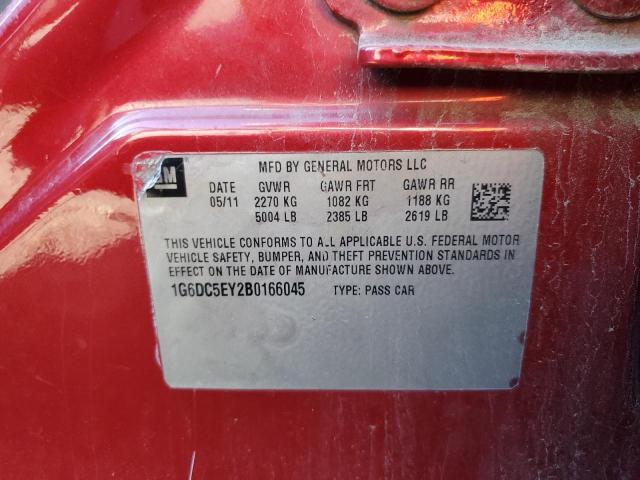 GM
MFD BY GENERAL MOTORS LLC
DATE GVWR GAWR FRT GAWR RR
05/11 2270 KG 1082 KG 1188 KG
5004 LB 2385 LB 2619 LB
THIS VEHICLE CONFORMS TO ALL APPLICABLE U.S. FEDERAL MOTOR
VEHICLE SAFETY, BUMPER, AND THEFT PREVENTION STANDARDS IN
EFFECT ON THE DATE OF MANUFACTURE SHOWN ABOVE.
1G6DC5EY2B0166045 TYPE: PASS CAR